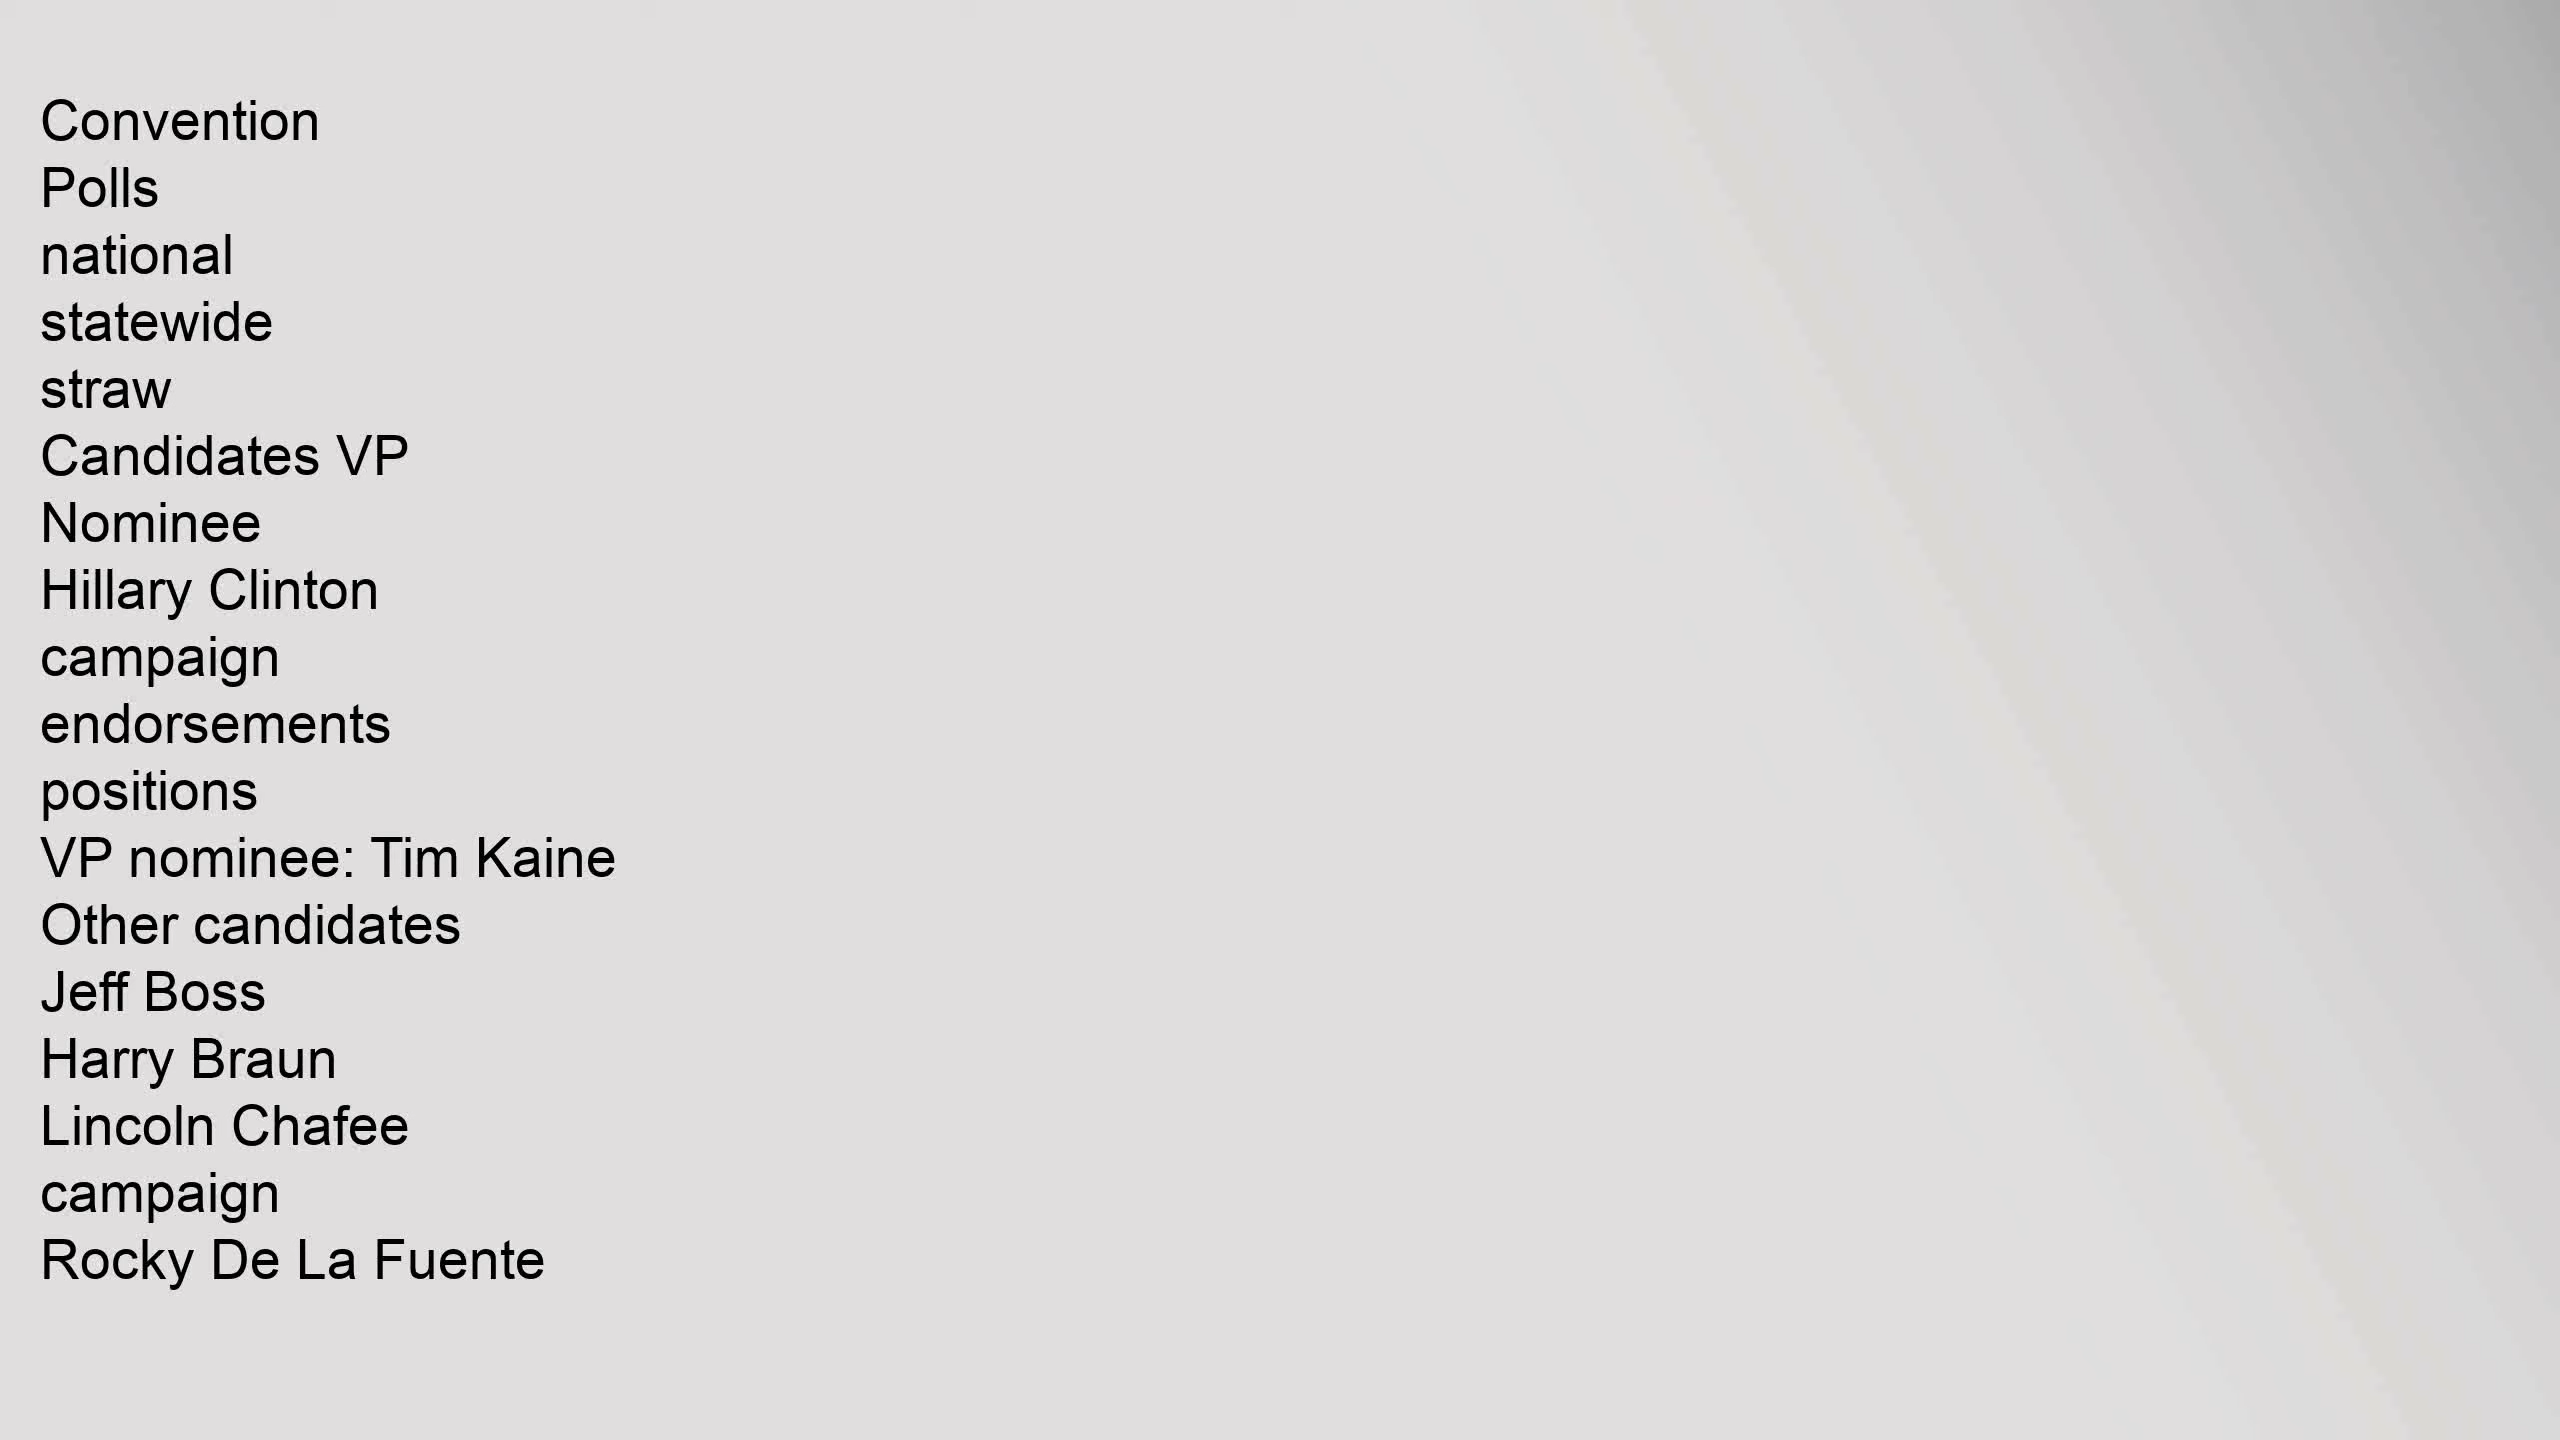 Convention
Polls
national
statewide
straw
Candidates VP
Nominee
Hillary Clinton
campaign
endorsements
positions
VP nominee: Tim Kaine
Other candidates
Jeff Boss
Harry Braun
Lincoln Chafee
campaign
Rocky De La Fuente